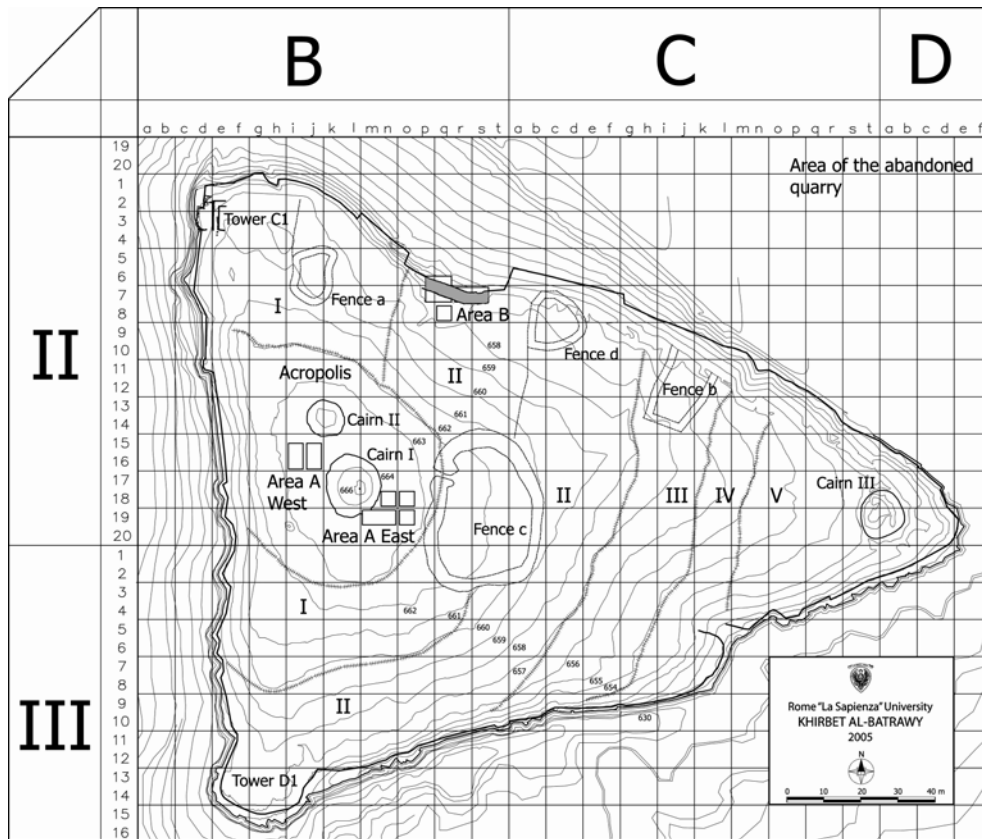 B C D
a b c d e f g h i j k l m n o p q r s t a b c d e f g h i j k l m n o p q r s t a b c d e f
II
19
20
1
2
3
4
5
6
7
8
9
10
11
12
13
14
15
16
17
18
19
20
III
1
2
3
4
5
6
7
8
9
10
11
12
13
14
15
16
Area of the abandoned
quarry
Tower C1
Fence a
I
Area B
658
Fence d
659
Acropolis
II
660
Fence b
661
Cairn II
662
663
Cairn I
664
666
Area A
West
II
III
IV
V
Cairn III
Area A East
Fence c
I
662
661
660
659
658
657
656
655
654
II
630
Tower D1
Rome "La Sapienza" University
KHIRBET AL-BATRAWY
2005
N
0 10 20 30 40 m